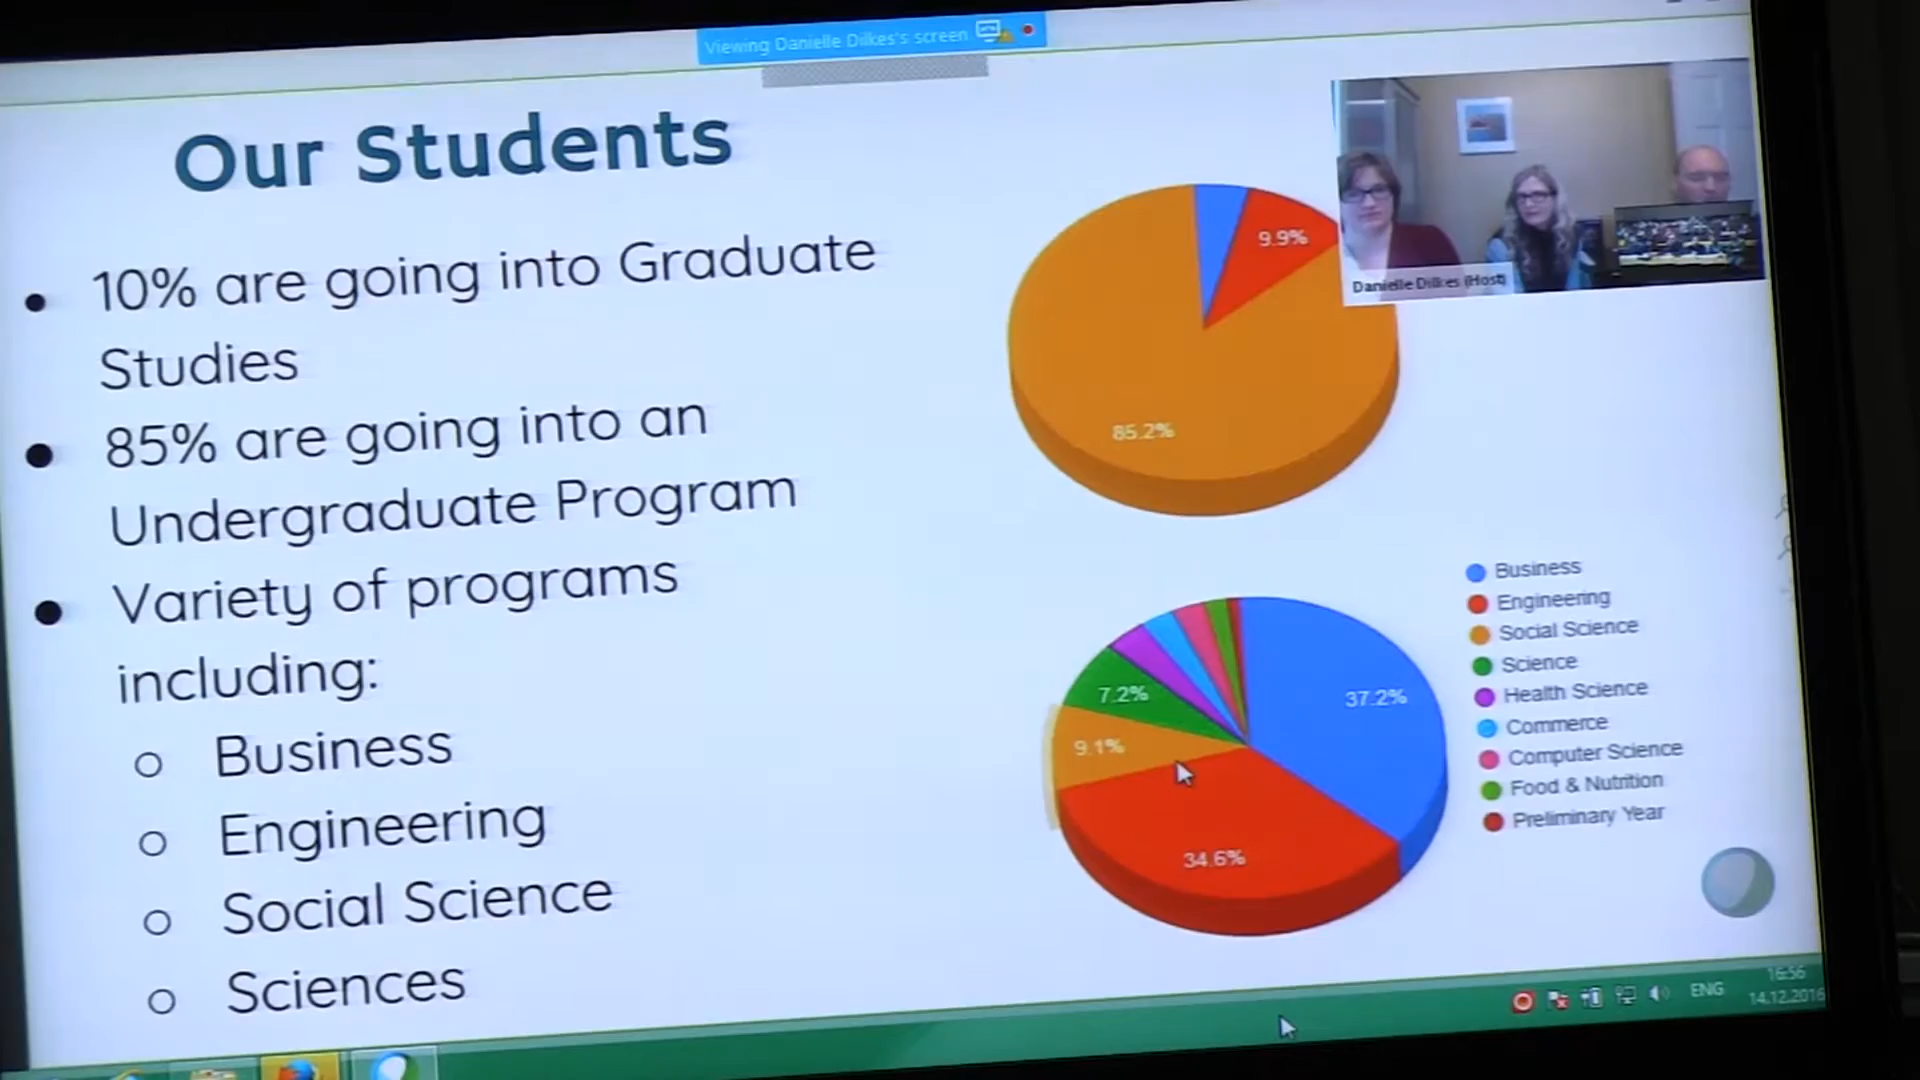 Viewing Danielle Dilkes's screen
Our Students
10% are going into Graduate
Studies
85% are going into an
Undergraduate Program
Variety of programs
including:
Business
Engineering
Social Science
Sciences
9.9%
85.2%
Danielle Dilkes (Host)
37.2%
7.2%
9.1%
34.6%
Business
Engineering
Social Science
Science
Health Science
Commerce
Computer Science
Food & Nutrition
Preliminary Year
ENG
16:56
14.12.2016